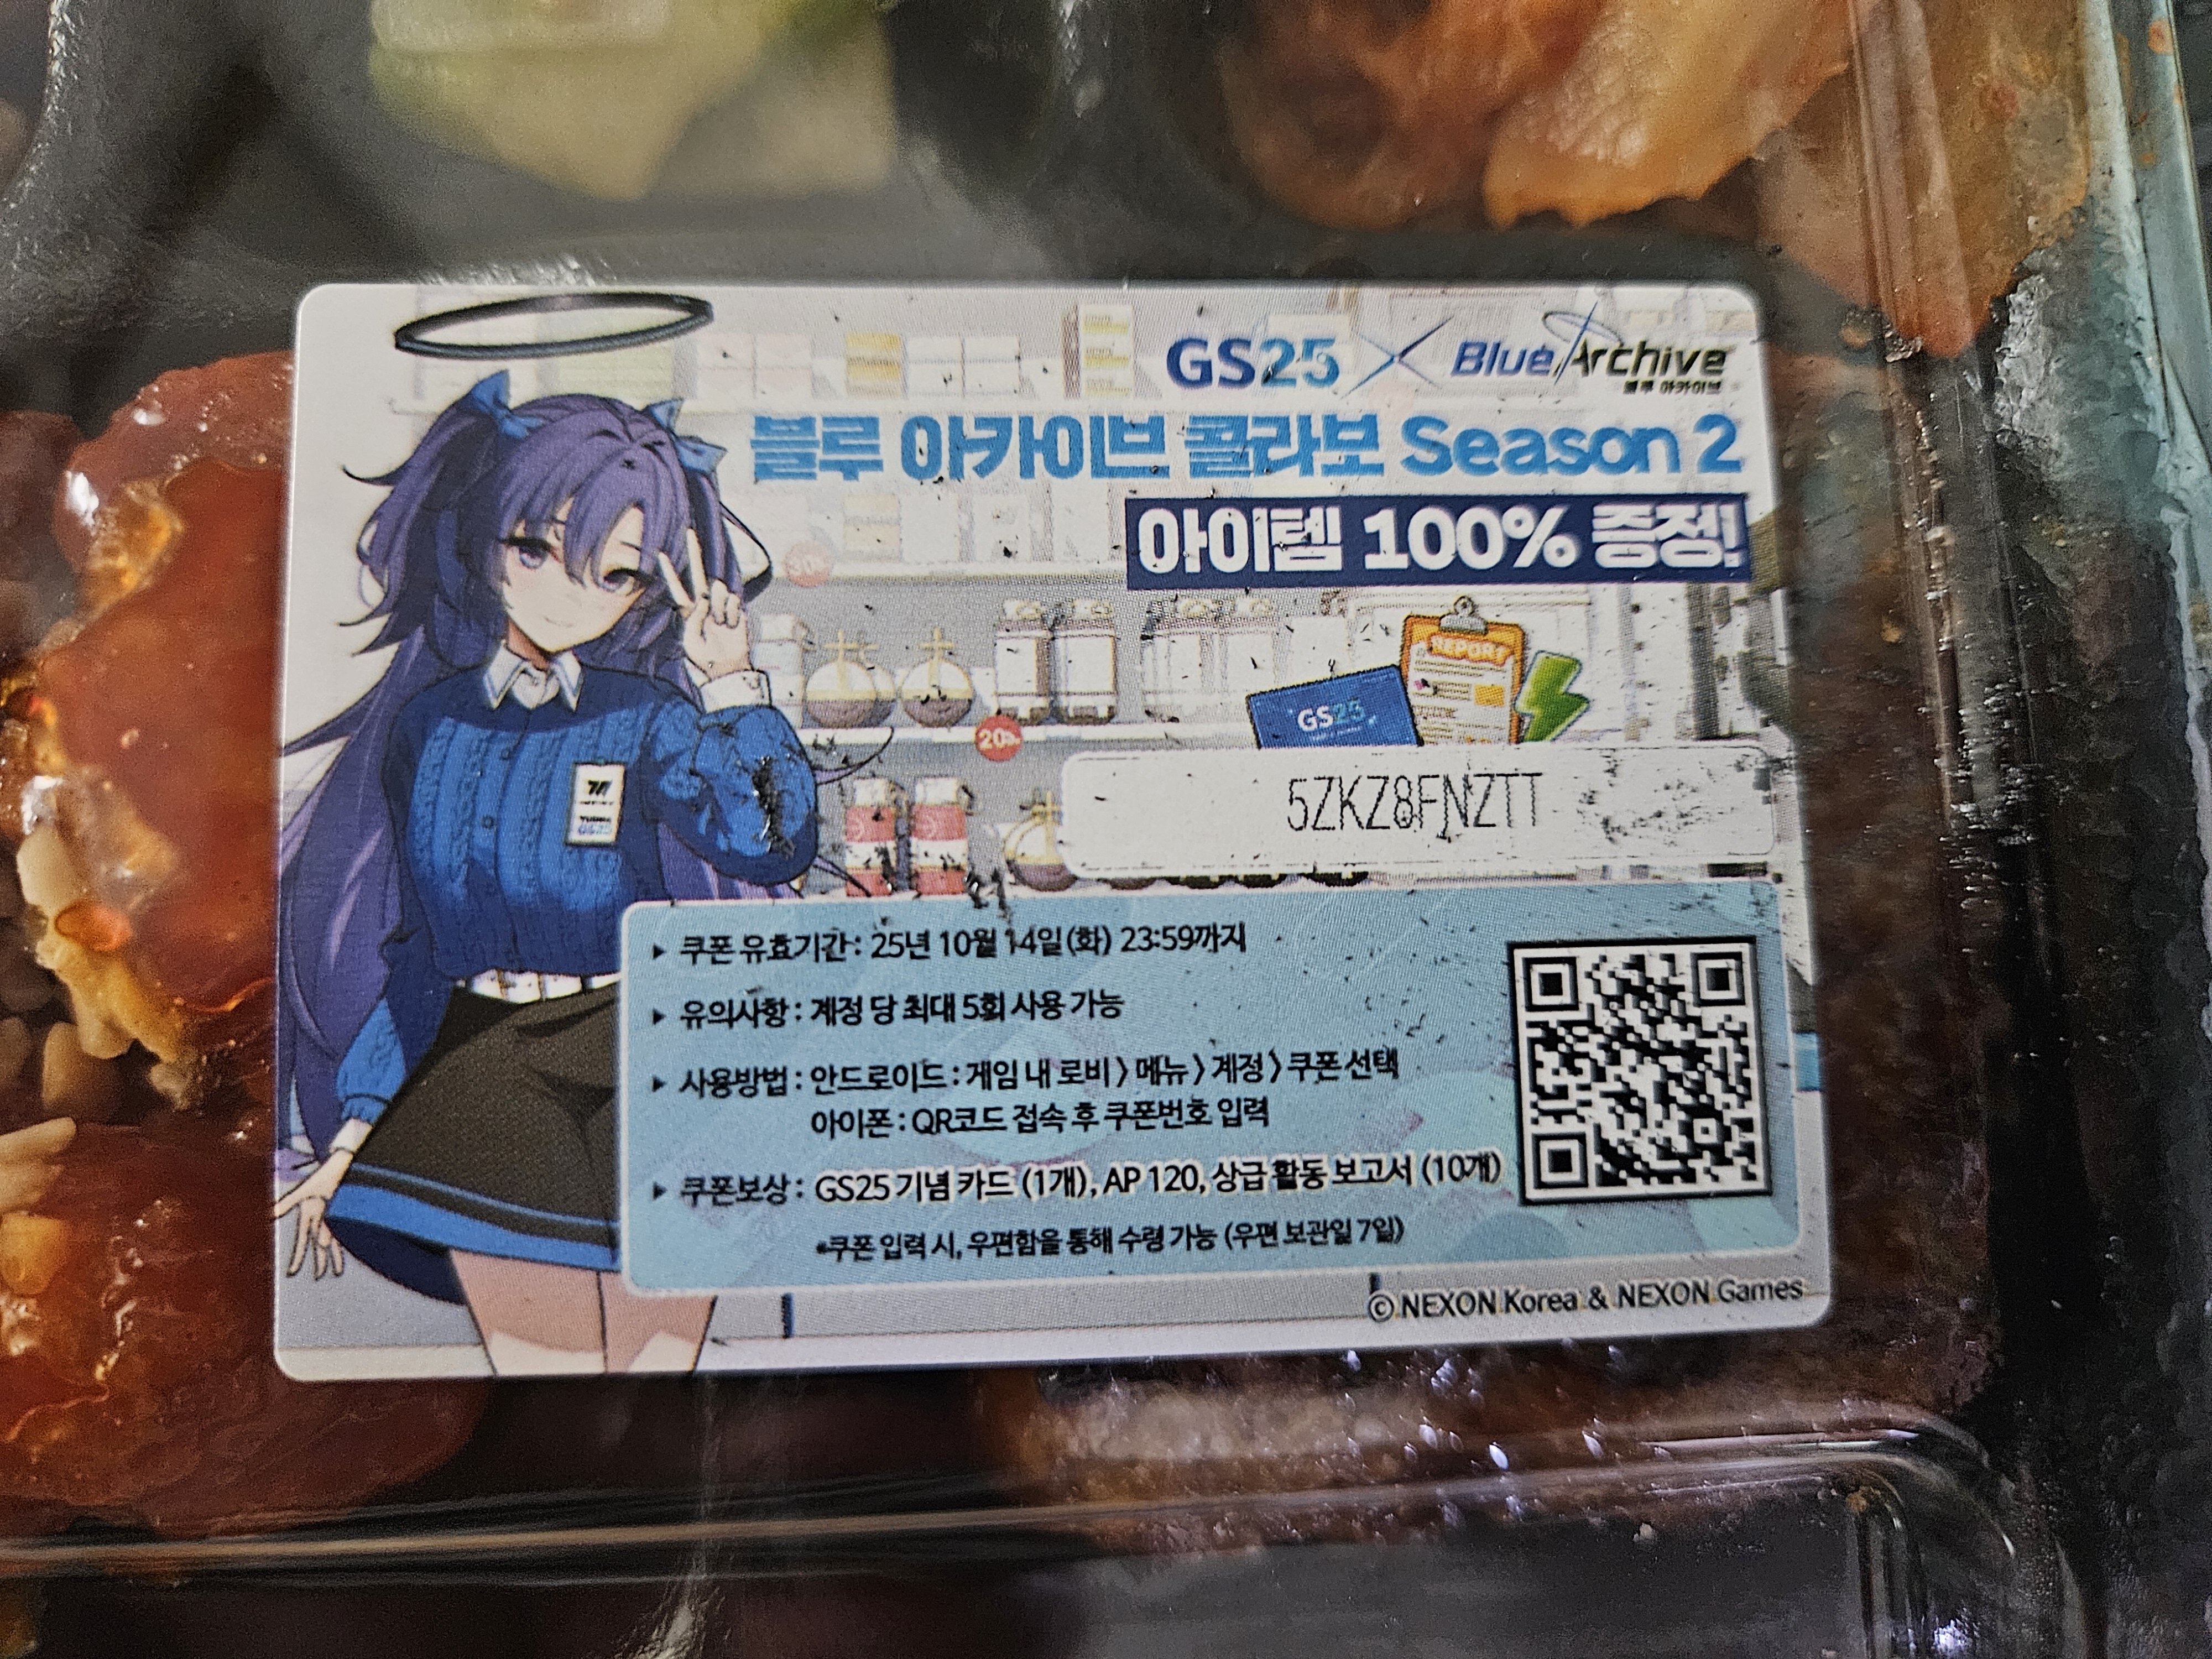 GS25 × Blue Archive
블루 아카이브
블루 아카이브 콜라보 Season 2
아이템 100% 증정!
30%
REPORT
GS25
20%
5ZKZ8FNZTT
YUUKA
GS25
▶ 쿠폰 유효기간 : 25년 10월 14일(화) 23:59까지
▶ 유의사항 : 계정 당 최대 5회 사용 가능
▶ 사용방법 : 안드로이드 : 게임 내 로비 > 메뉴 > 계정 > 쿠폰 선택
아이폰 : QR코드 접속 후 쿠폰번호 입력
▶ 쿠폰보상 : GS25 기념 카드 (1개), AP 120, 상급 활동 보고서 (10개)
*쿠폰 입력 시, 우편함을 통해 수령 가능 (우편 보관일 7일)
© NEXON Korea & NEXON Games